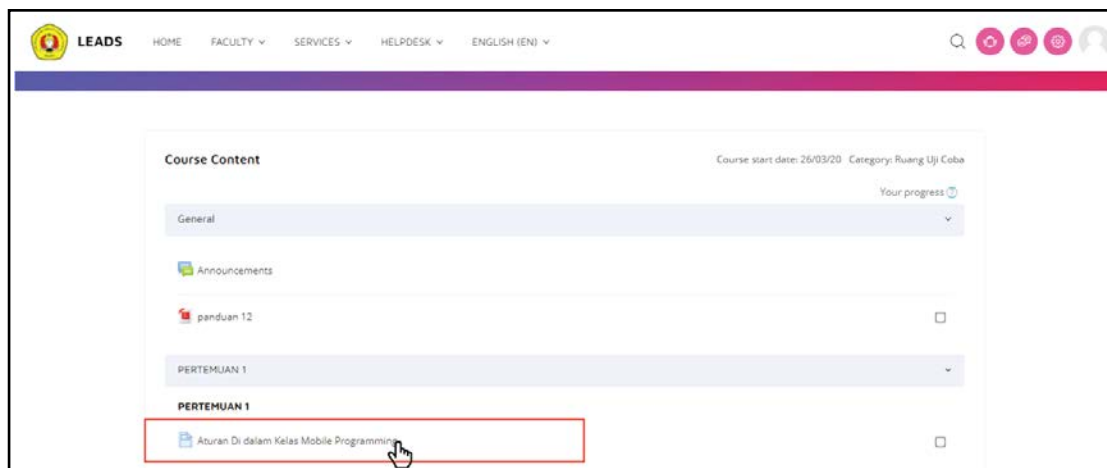 LEADS HOME FACULTY SERVICES HELPDESK ENGLISH (EN)
Course Content Course start date: 26/03/20 Category: Ruang Uji Coba
Your progress
General
Announcements
panduan 12
PERTEMUAN 1
PERTEMUAN 1
Aturan Di dalam Kelas Mobile Programming